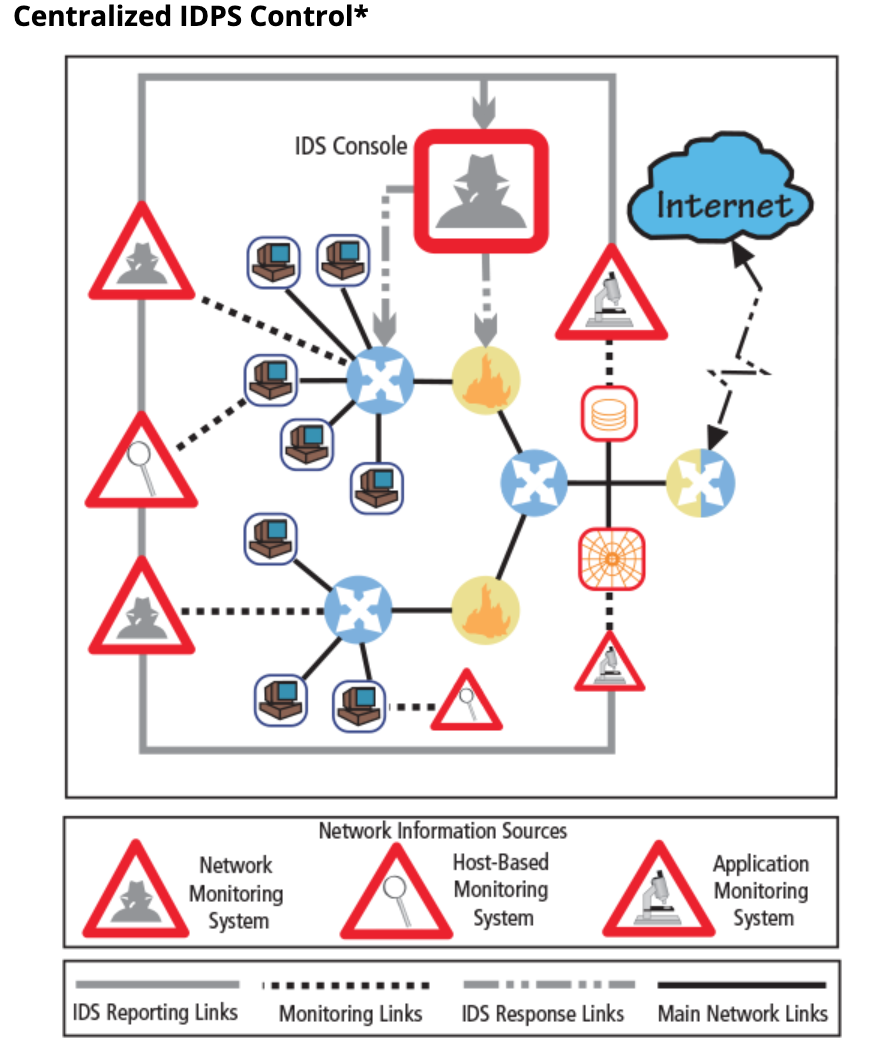 Centralized IDPS Control*
IDS Console
Internet
Network Information Sources
Network
Monitoring
System
Host-Based
Monitoring
System
Application
Monitoring
System
IDS Reporting Links
Monitoring Links
IDS Response Links
Main Network Links